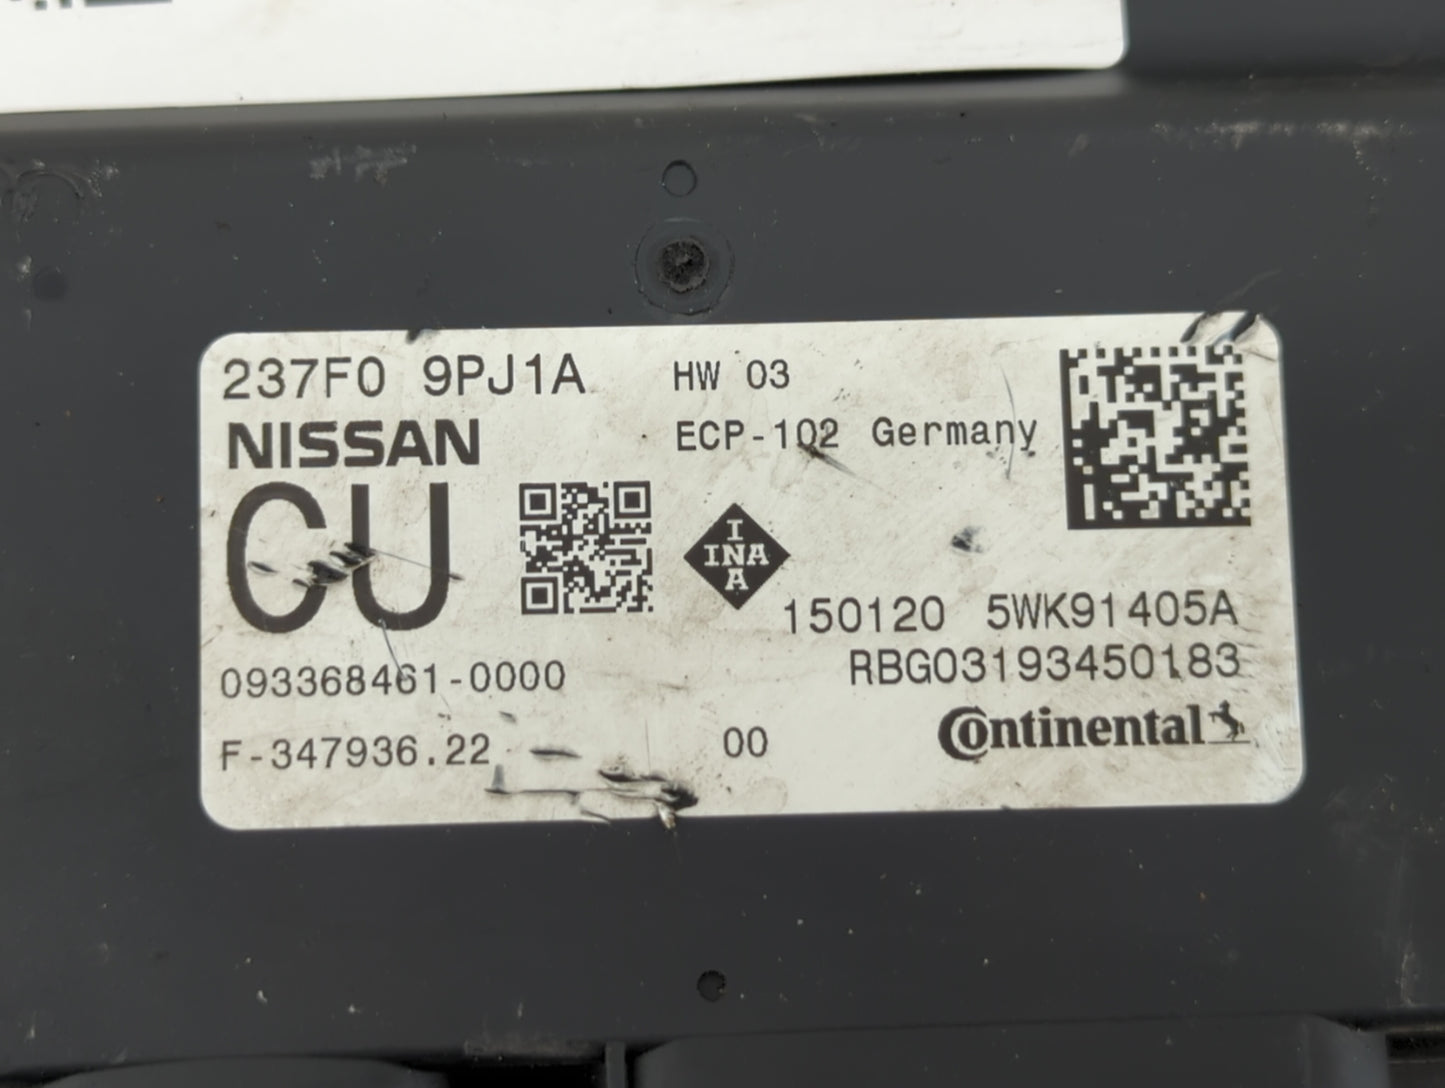 237F0 9PJ1A HW 03
NISSAN ECP-102 Germany
CU
I
INA
A
150120 5WK91405A
093368461-0000 RBG03193450183
F-347936.22 00 Continental